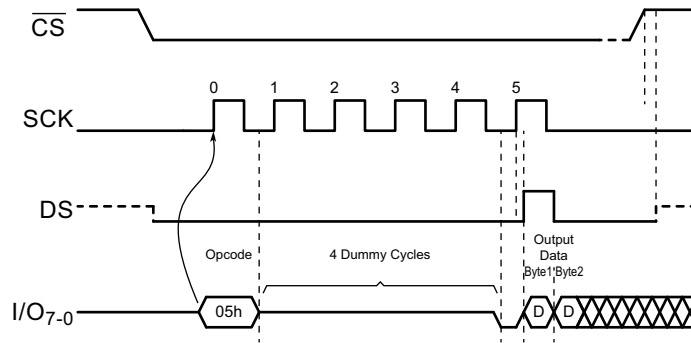 CS
0 1 2 3 4 5
SCK
DS
Opcode
4 Dummy Cycles
Output
Data
Byte1 Byte2
I/O7-0
05h
D D